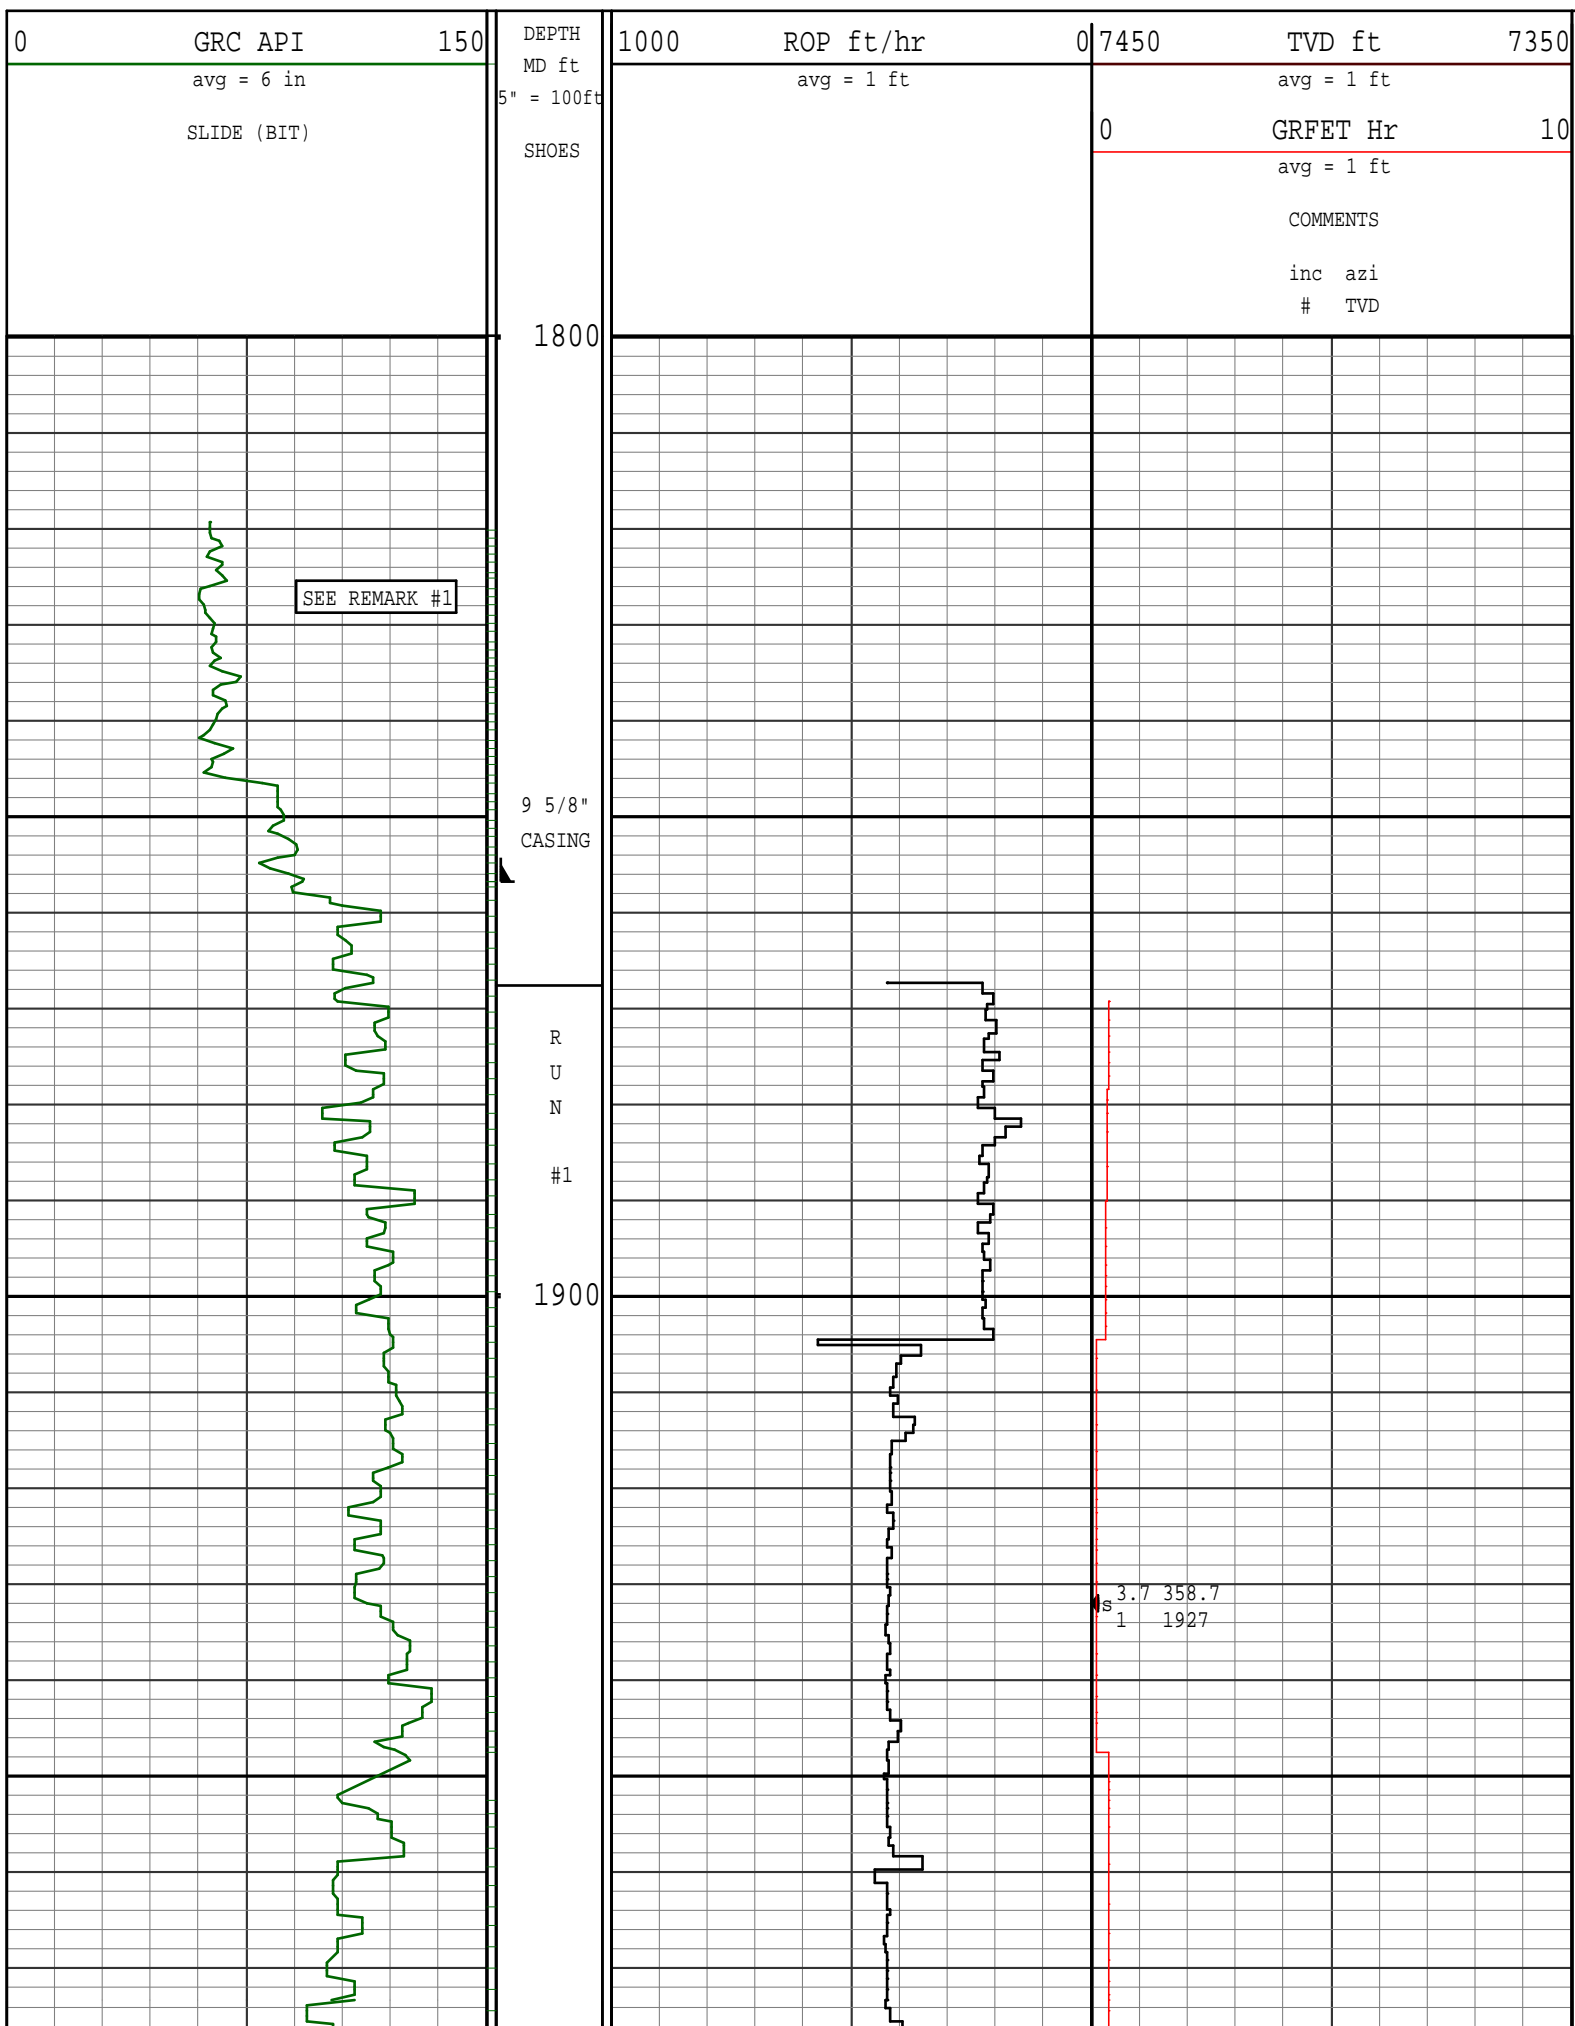 0 GRC API 150
avg = 6 in
SLIDE (BIT)
DEPTH
MD ft
5" = 100ft
SHOES
1000 ROP ft/hr 0
avg = 1 ft
7450 TVD ft 7350
avg = 1 ft
0 GRFET Hr 10
avg = 1 ft
COMMENTS
inc azi
# TVD
1800
SEE REMARK #1
9 5/8"
CASING
R
U
N
#1
1900
s 3.7 358.7
1 1927